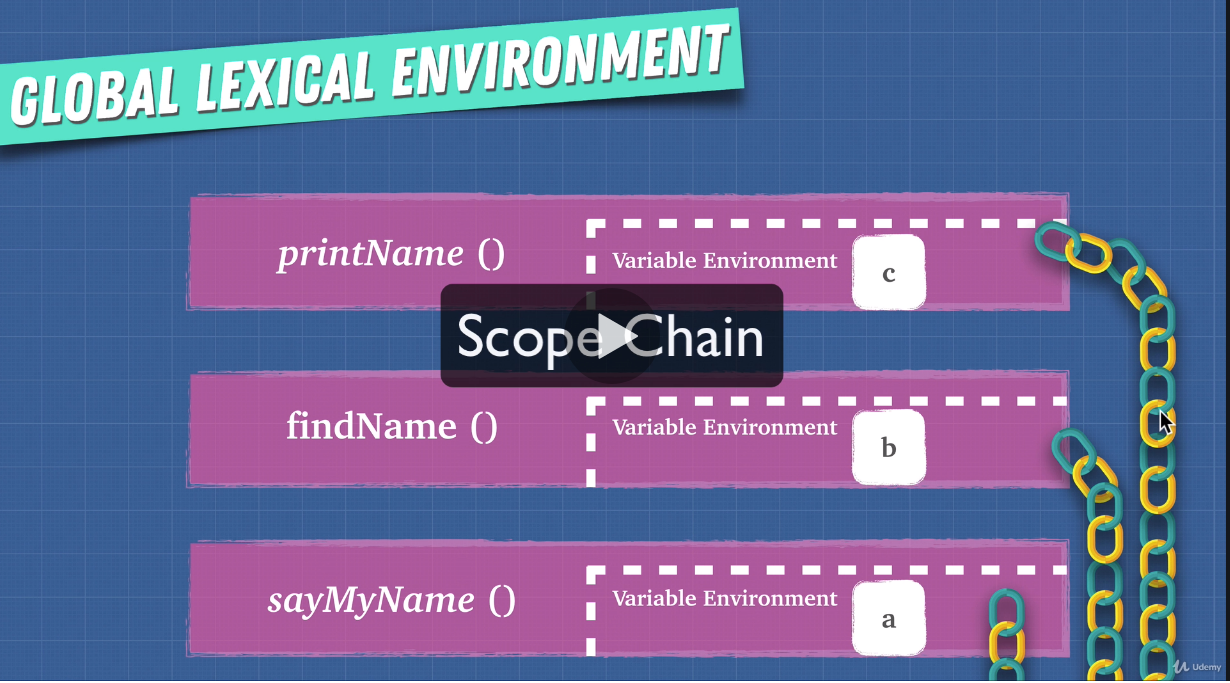 GLOBAL LEXICAL ENVIRONMENT
printName ()
Variable Environment
c
Scope Chain
findName ()
Variable Environment
b
sayMyName ()
Variable Environment
a
Udemy